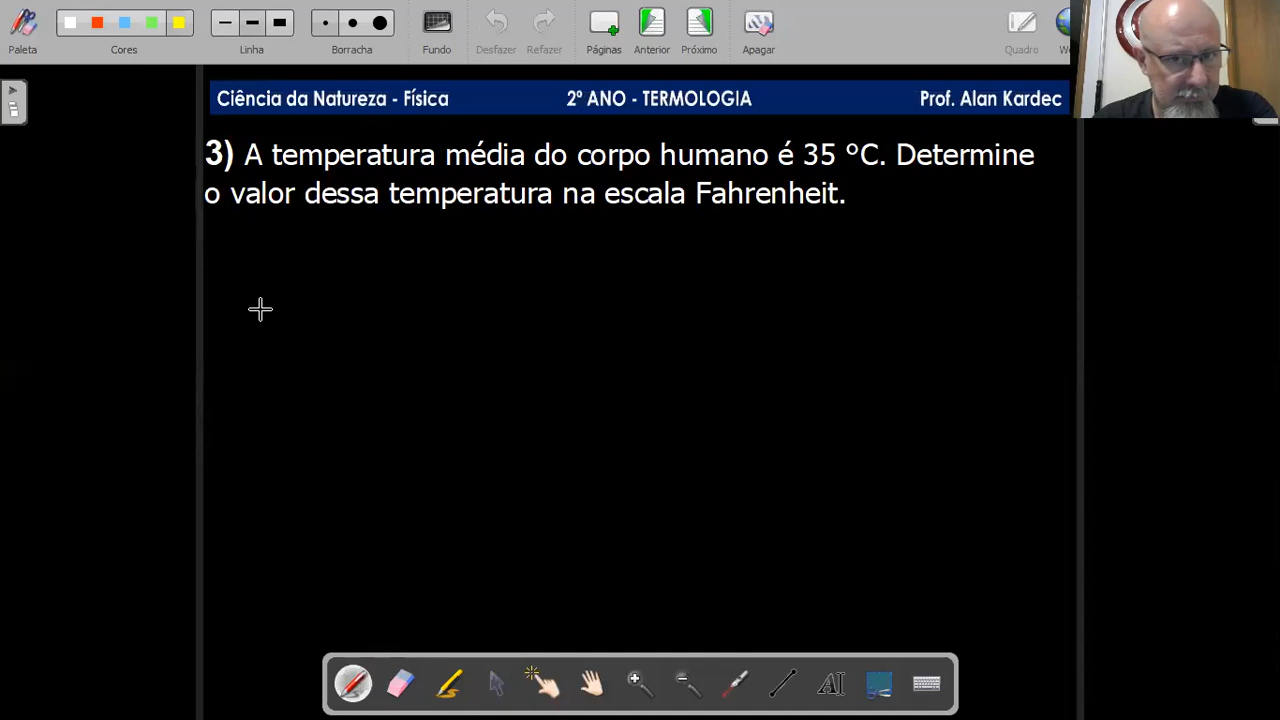 Paleta
Cores
Linha
Borracha
Fundo
Desfazer
Refazer
Páginas
Anterior
Próximo
Apagar
Quadro
Ciência da Natureza - Física 2º ANO - TERMOLOGIA Prof. Alan Kardec
3) A temperatura média do corpo humano é 35 °C. Determine
o valor dessa temperatura na escala Fahrenheit.
AI